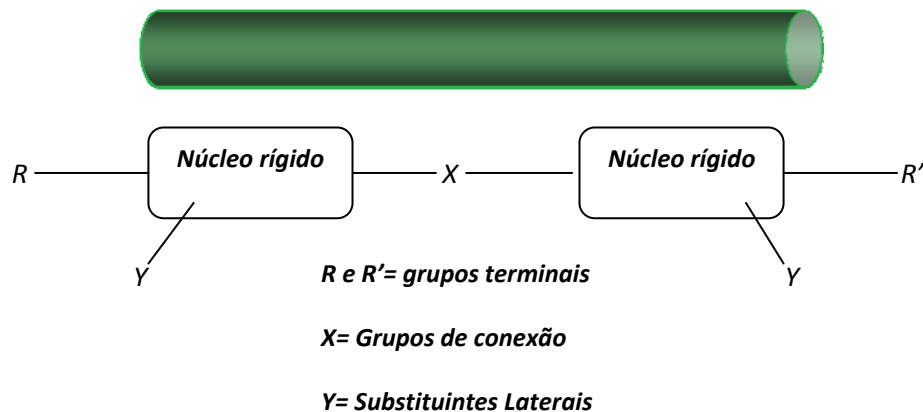 Núcleo rígido
Núcleo rígido
R
X
R’
Y
Y
R e R’= grupos terminais
X= Grupos de conexão
Y= Substituintes Laterais